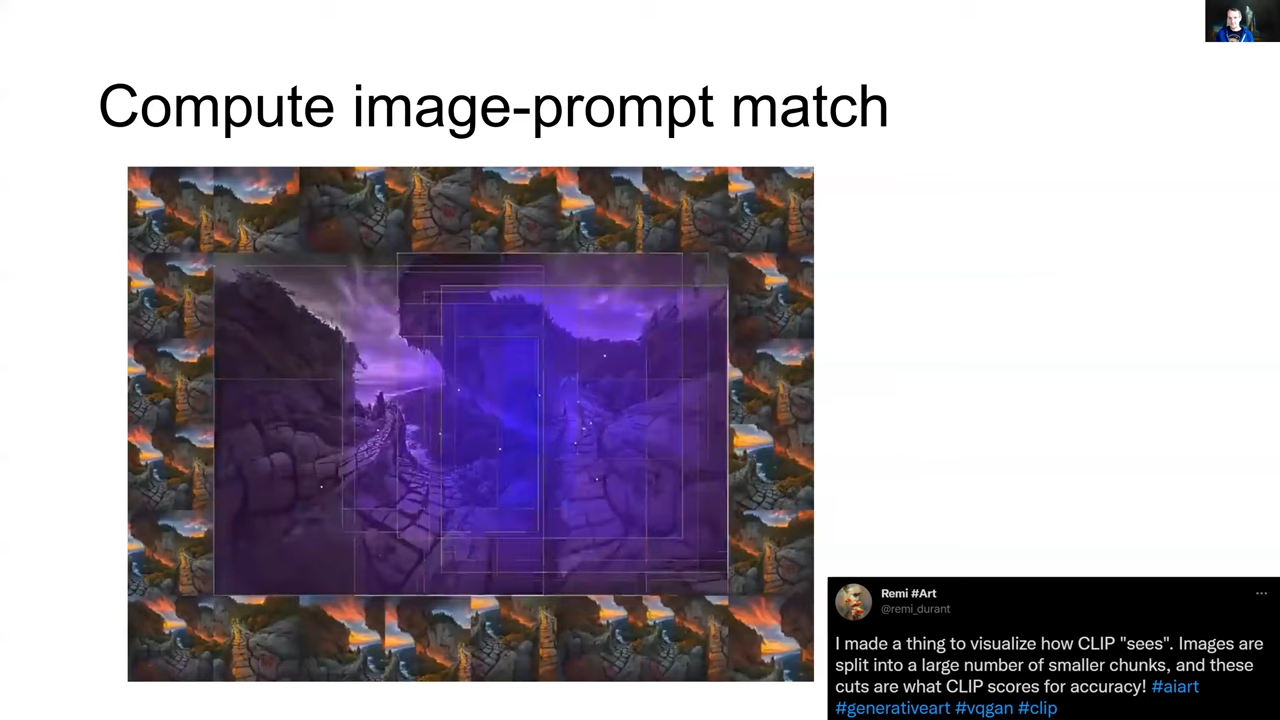 Compute image-prompt match
Remi #Art
@remi_durant
I made a thing to visualize how CLIP "sees". Images are
split into a large number of smaller chunks, and these
cuts are what CLIP scores for accuracy! #aiart
#generativeart #vqgan #clip